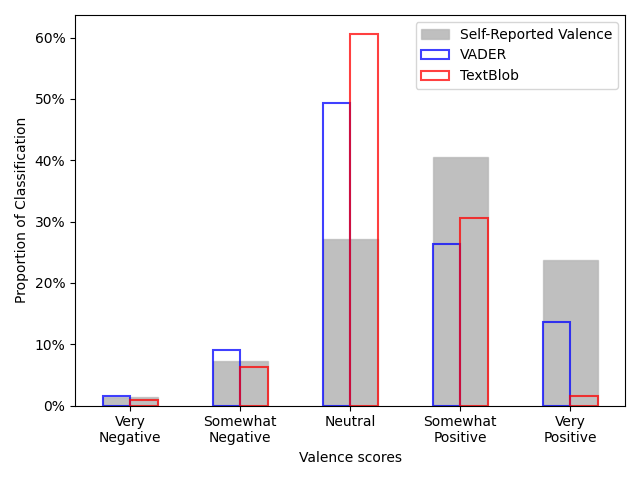 Self-Reported Valence
VADER
TextBlob
Proportion of Classification
60%
50%
40%
30%
20%
10%
0%
Very
Negative
Somewhat
Negative
Neutral
Somewhat
Positive
Very
Positive
Valence scores